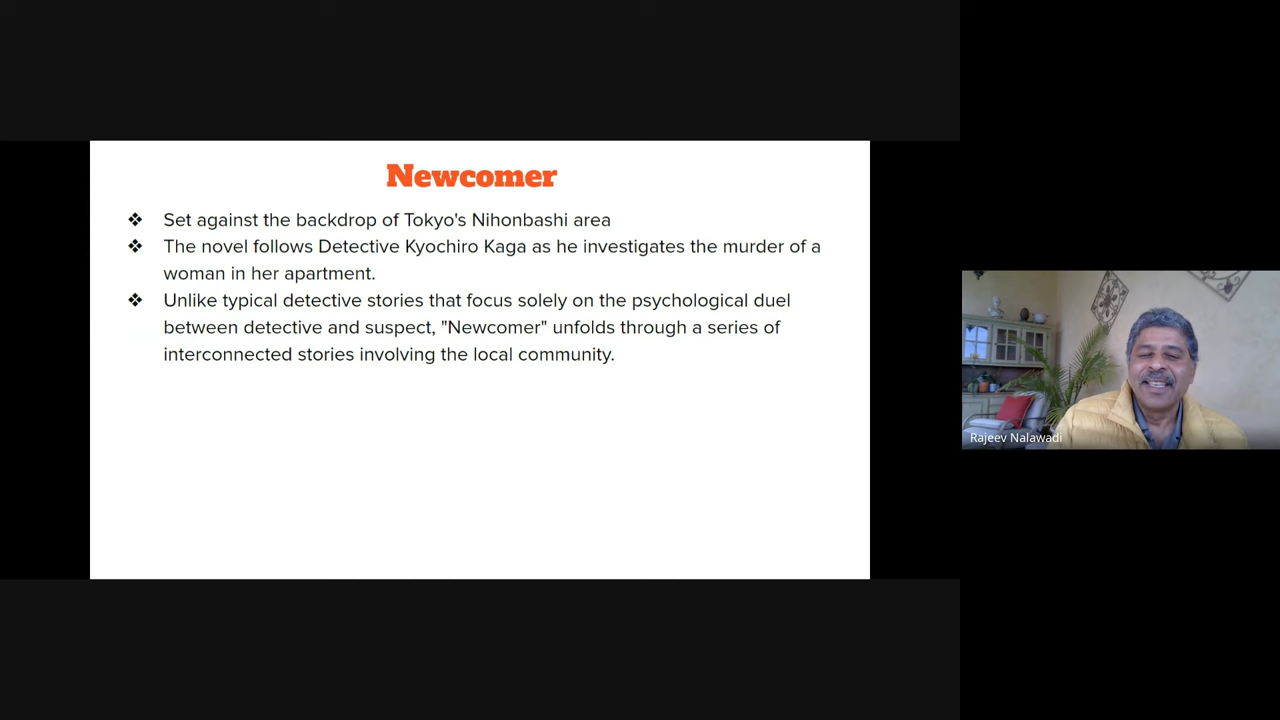 Newcomer
❖ Set against the backdrop of Tokyo's Nihonbashi area
❖ The novel follows Detective Kyochiro Kaga as he investigates the murder of a
woman in her apartment.
❖ Unlike typical detective stories that focus solely on the psychological duel
between detective and suspect, "Newcomer" unfolds through a series of
interconnected stories involving the local community.
Rajeev Nalawadi